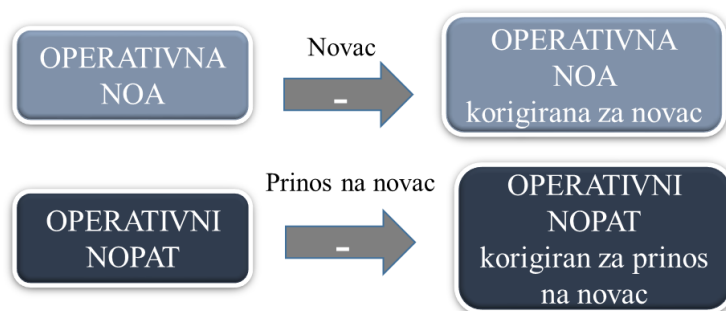 OPERATIVNA
NOA
Novac
-
OPERATIVNA
NOA
korigirana za novac
OPERATIVNI
NOPAT
Prinos na novac
-
OPERATIVNI
NOPAT
korigiran za prinos
na novac